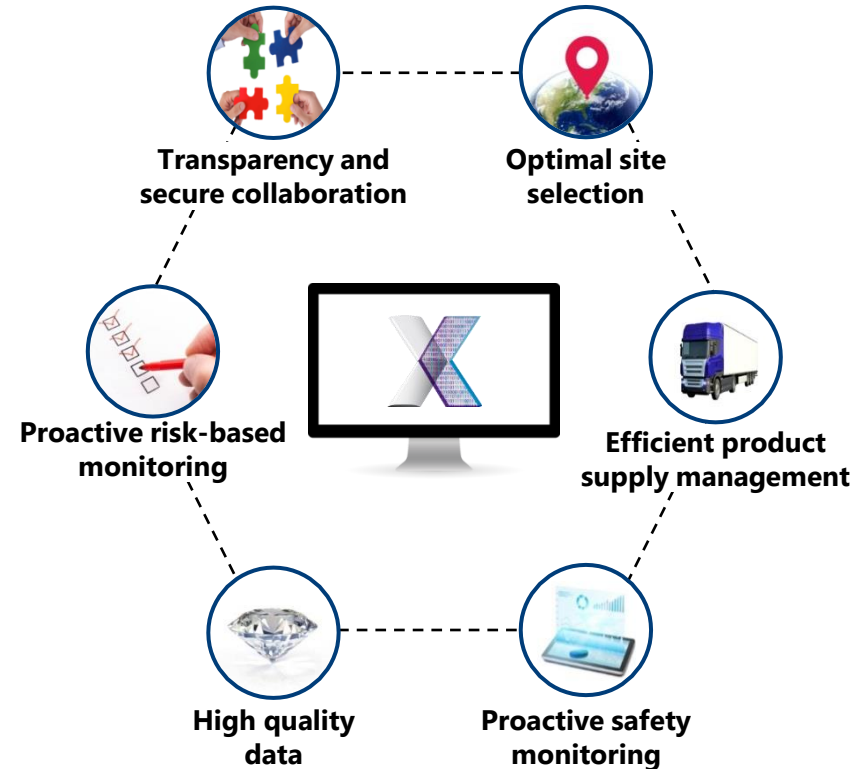 Transparency and
secure collaboration
Optimal site
selection
Proactive risk-based
monitoring
Efficient product
supply management
High quality
data
Proactive safety
monitoring